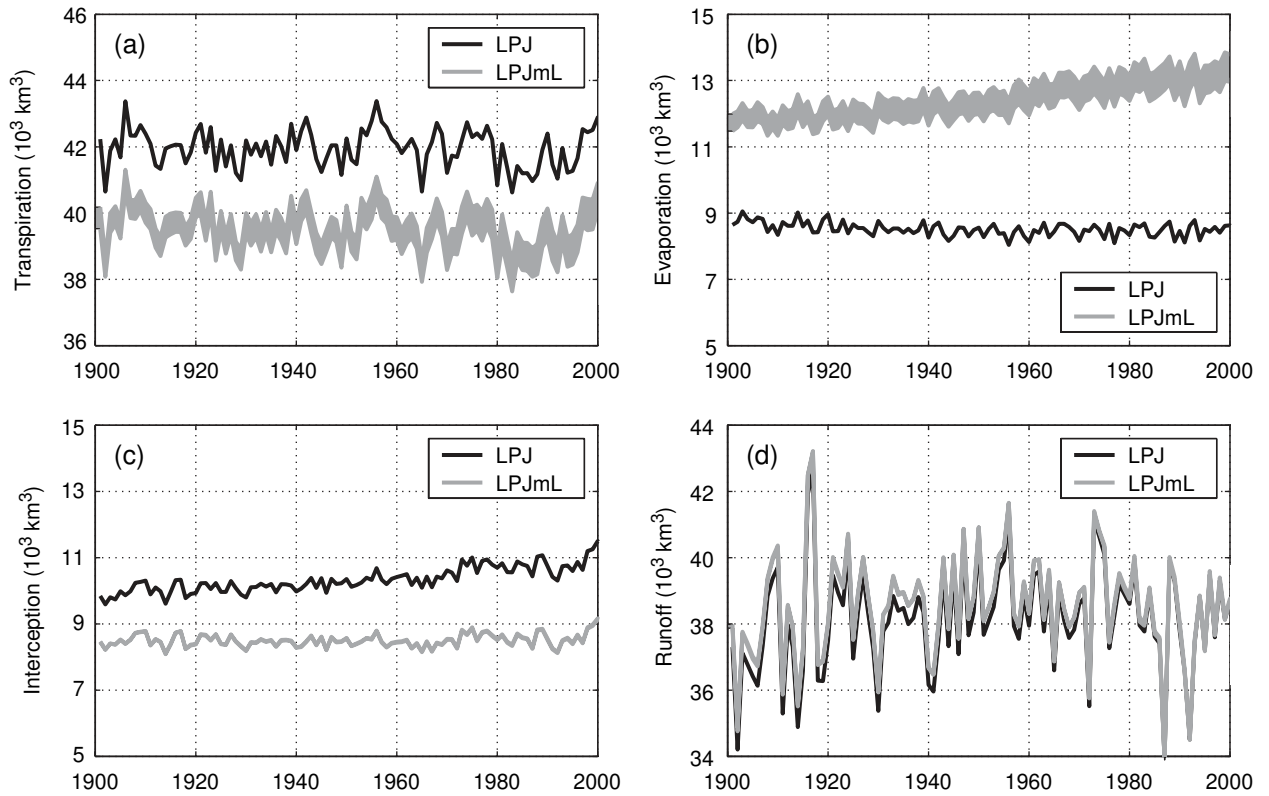 46
44
42
40
38
36
Transpiration (10³ km³)
(a)
LPJ
LPJmL
1900 1920 1940 1960 1980 2000
15
13
11
9
7
5
Evaporation (10³ km³)
(b)
LPJ
LPJmL
1900 1920 1940 1960 1980 2000
15
13
11
9
7
5
Interception (10³ km³)
(c)
LPJ
LPJmL
1900 1920 1940 1960 1980 2000
44
42
40
38
36
34
Runoff (10³ km³)
(d)
LPJ
LPJmL
1900 1920 1940 1960 1980 2000